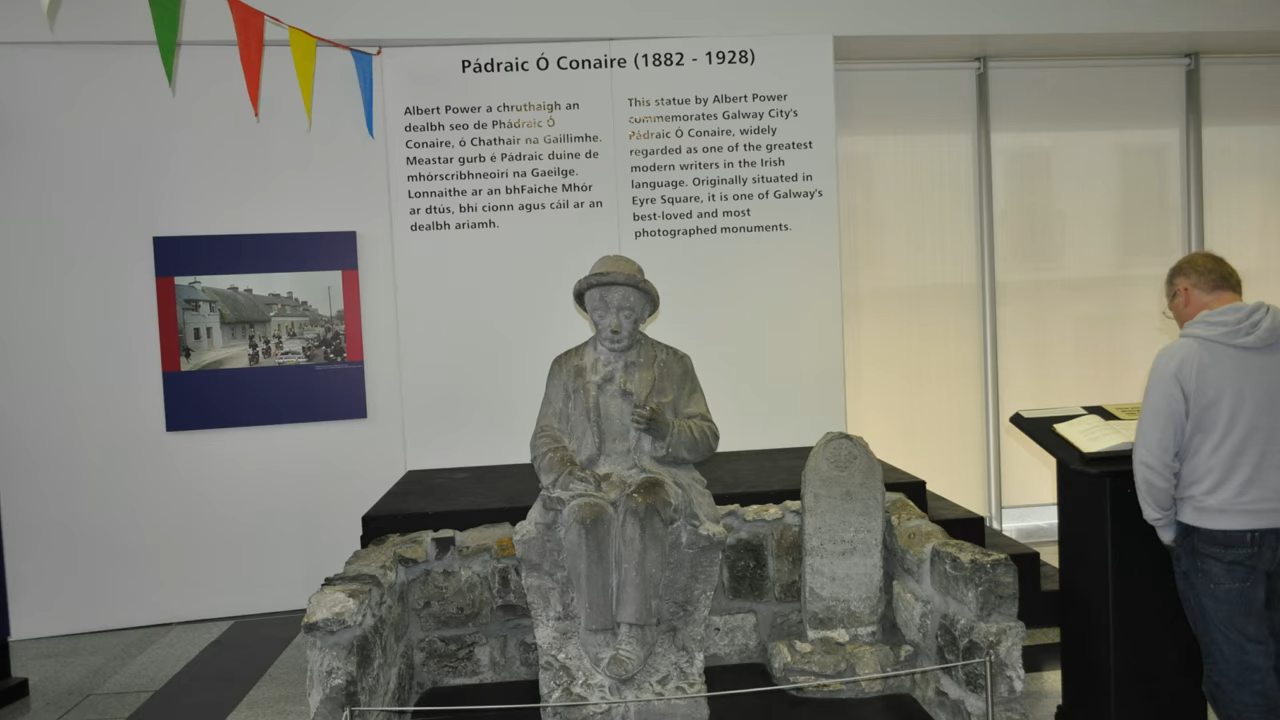 Pádraic Ó Conaire (1882 - 1928)
Albert Power a chruthaigh an
dealbh seo de Phádraic Ó
Conaire, ó Chathair na Gaillimhe.
Meastar gurb é Pádraic duine de
mhórscribhneoirí na Gaeilge.
Lonnaithe ar an bhFaiche Mhór
ar dtús, bhí cionn agus cáil ar an
dealbh ariamh.
This statue by Albert Power
commemorates Galway City's
Pádraic Ó Conaire, widely
regarded as one of the greatest
modern writers in the Irish
language. Originally situated in
Eyre Square, it is one of Galway's
best-loved and most
photographed monuments.